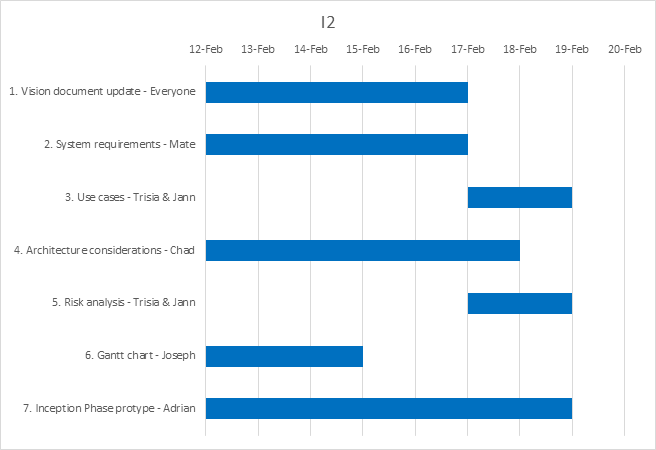 I2
12-Feb 13-Feb 14-Feb 15-Feb 16-Feb 17-Feb 18-Feb 19-Feb 20-Feb
1. Vision document update - Everyone
2. System requirements - Mate
3. Use cases - Trisia & Jann
4. Architecture considerations - Chad
5. Risk analysis - Trisia & Jann
6. Gantt chart - Joseph
7. Inception Phase protype - Adrian